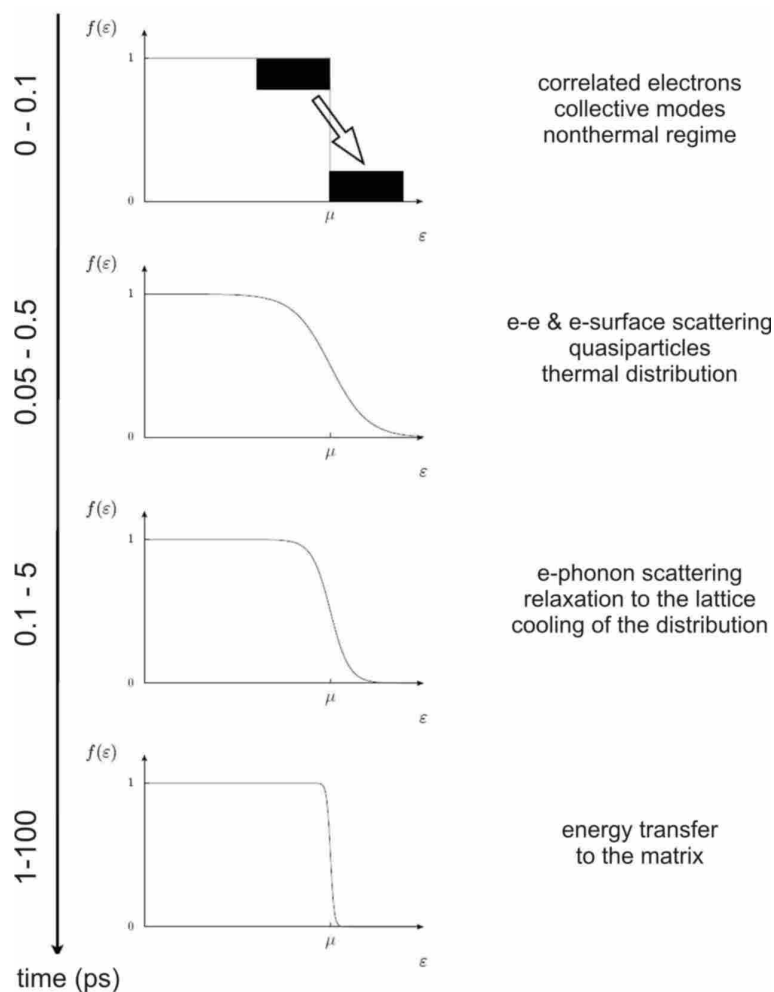 f(ε)
1
0
μ
ε
0 - 0.1
correlated electrons
collective modes
nonthermal regime
f(ε)
1
0
μ
ε
0.05 - 0.5
e-e & e-surface scattering
quasiparticles
thermal distribution
f(ε)
1
0
μ
ε
0.1 - 5
e-phonon scattering
relaxation to the lattice
cooling of the distribution
f(ε)
1
0
μ
ε
1-100
energy transfer
to the matrix
time (ps)